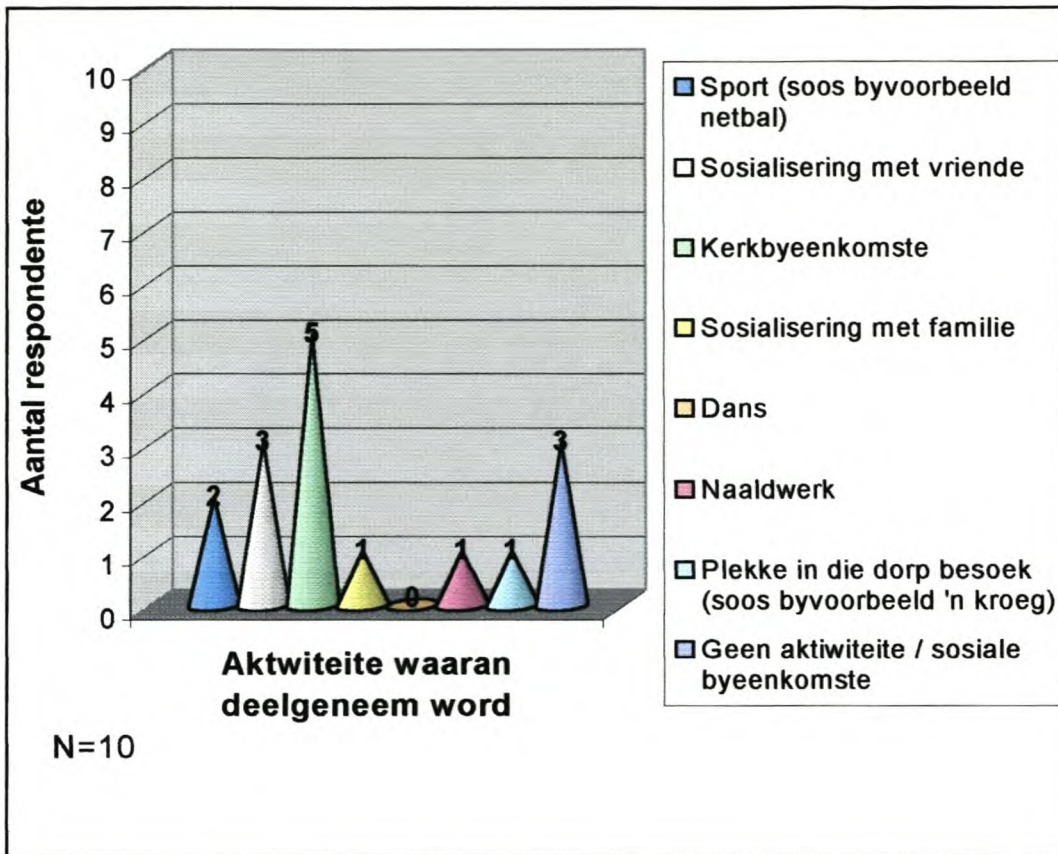 10
9
8
7
6
5
4
3
2
1
0
Aantal respondente
2
3
5
1
0
1
1
3
Aktwiteite waaran
deelgeneem word
N=10
Sport (soos byvoorbeeld
netbal)
Sosialisering met vriende
Kerkbyeenkomste
Sosialisering met familie
Dans
Naaldwerk
Plekke in die dorp besoek
(soos byvoorbeeld 'n kroeg)
Geen aktiwiteite / sosiale
byeenkomste